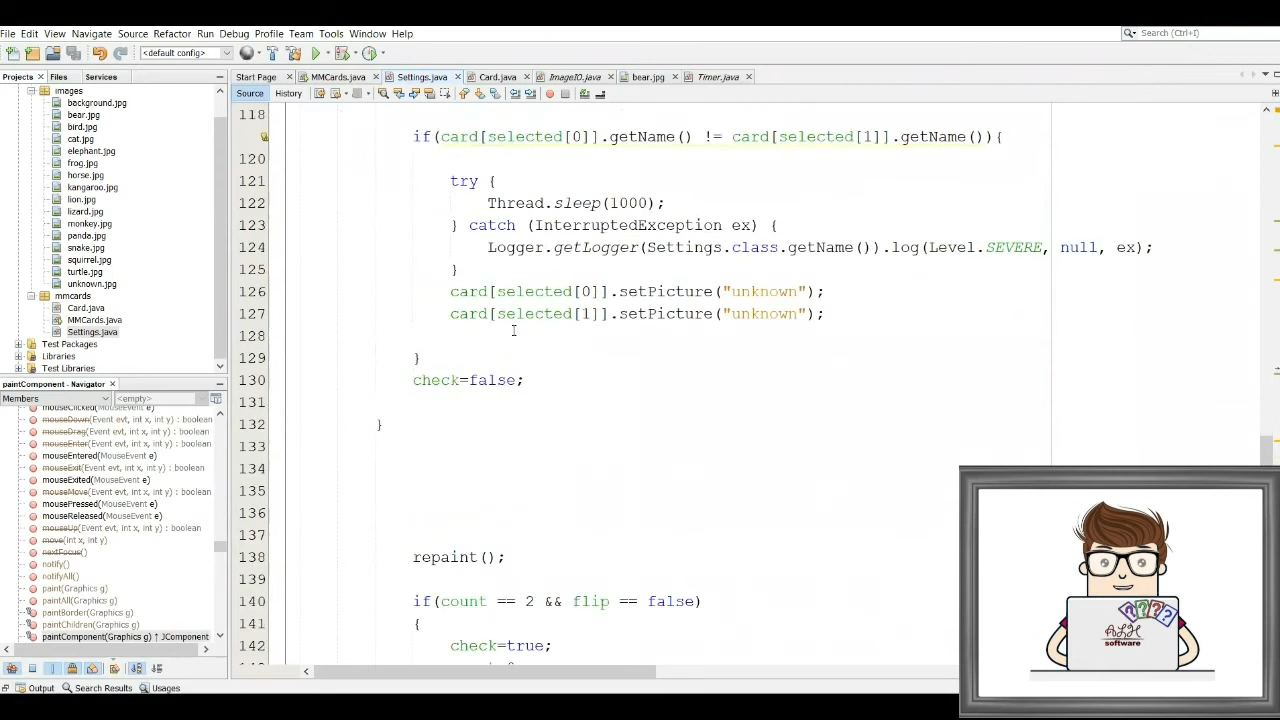 File Edit View Navigate Source Refactor Run Debug Profile Team Tools Window Help
Search (Ctrl+I)
<default config>
Projects Files Services
Start Page MMCards.java Settings.java Card.java ImageIO.java bear.jpg Timer.java
Source History
images
background.jpg
bear.jpg
bird.jpg
cat.jpg
elephant.jpg
frog.jpg
horse.jpg
kangaroo.jpg
lion.jpg
lizard.jpg
monkey.jpg
panda.jpg
snake.jpg
squirrel.jpg
turtle.jpg
unknown.jpg
mmcards
Card.java
MMCards.java
Settings.java
Test Packages
Libraries
Test Libraries
paintComponent - Navigator
Members <empty>
mouseClicked(MouseEvent e)
mouseDown(Event evt, int x, int y) : boolean
mouseDrag(Event evt, int x, int y) : boolean
mouseEnter(Event evt, int x, int y) : boolean
mouseEntered(MouseEvent e)
mouseExit(Event evt, int x, int y) : boolean
mouseExited(MouseEvent e)
mouseMove(int x, int y) : boolean
mousePressed(MouseEvent e)
mouseReleased(MouseEvent e)
mouseUp(Event evt, int x, int y) : boolean
move(int x, int y)
nextFocus()
notify()
notifyAll()
paint(Graphics g)
paintAll(Graphics g)
paintBorder(Graphics g)
paintChildren(Graphics g)
paintComponent(Graphics g) ↑ JComponent
118
if(card[selected[0]].getName() != card[selected[1]].getName()){
120
121 try {
122 Thread.sleep(1000);
123 } catch (InterruptedException ex) {
124 Logger.getLogger(Settings.class.getName()).log(Level.SEVERE, null, ex);
125 }
126 card[selected[0]].setPicture("unknown");
127 card[selected[1]].setPicture("unknown");
128
129 }
130 check=false;
131
132 }
133
134
135
136
137
138 repaint();
139
140 if(count == 2 && flip == false)
141 {
142 check=true;
Output Search Results Usages
? ? ? ?
ALH
software